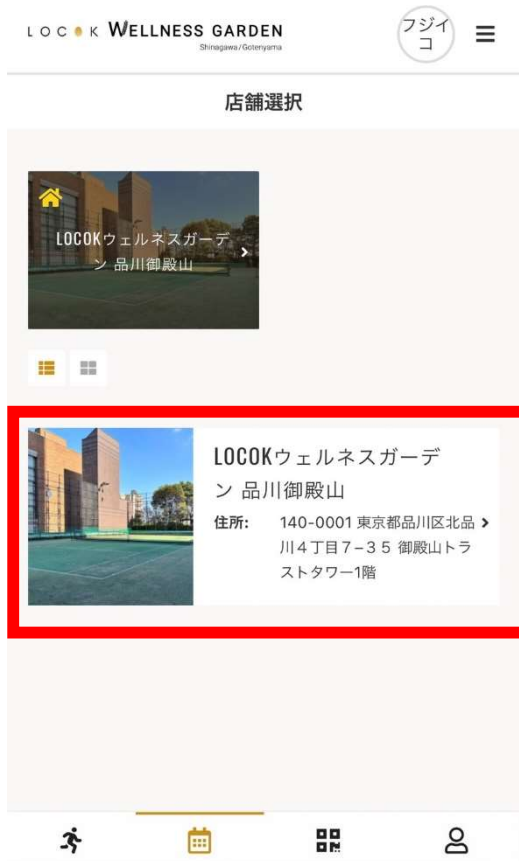 LOCOK WELLNESS GARDEN
Shinagawa/Gotenyama
フジイ
コ
店舗選択
LOCOKウェルネスガーデ
ン 品川御殿山
LOCOKウェルネスガーデ
ン 品川御殿山
住所: 140-0001 東京都品川区北品
川4丁目7−35 御殿山トラ
ストタワー1階